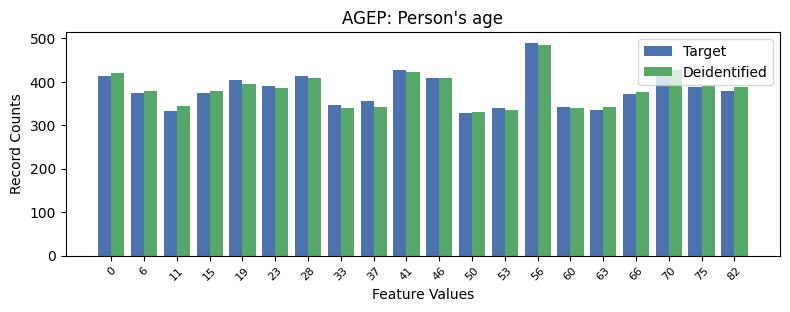 AGEP: Person's age
Target
Deidentified
Record Counts
500
400
300
200
100
0
0 6 11 15 19 23 28 33 37 41 46 50 53 56 60 63 66 70 75 82
Feature Values